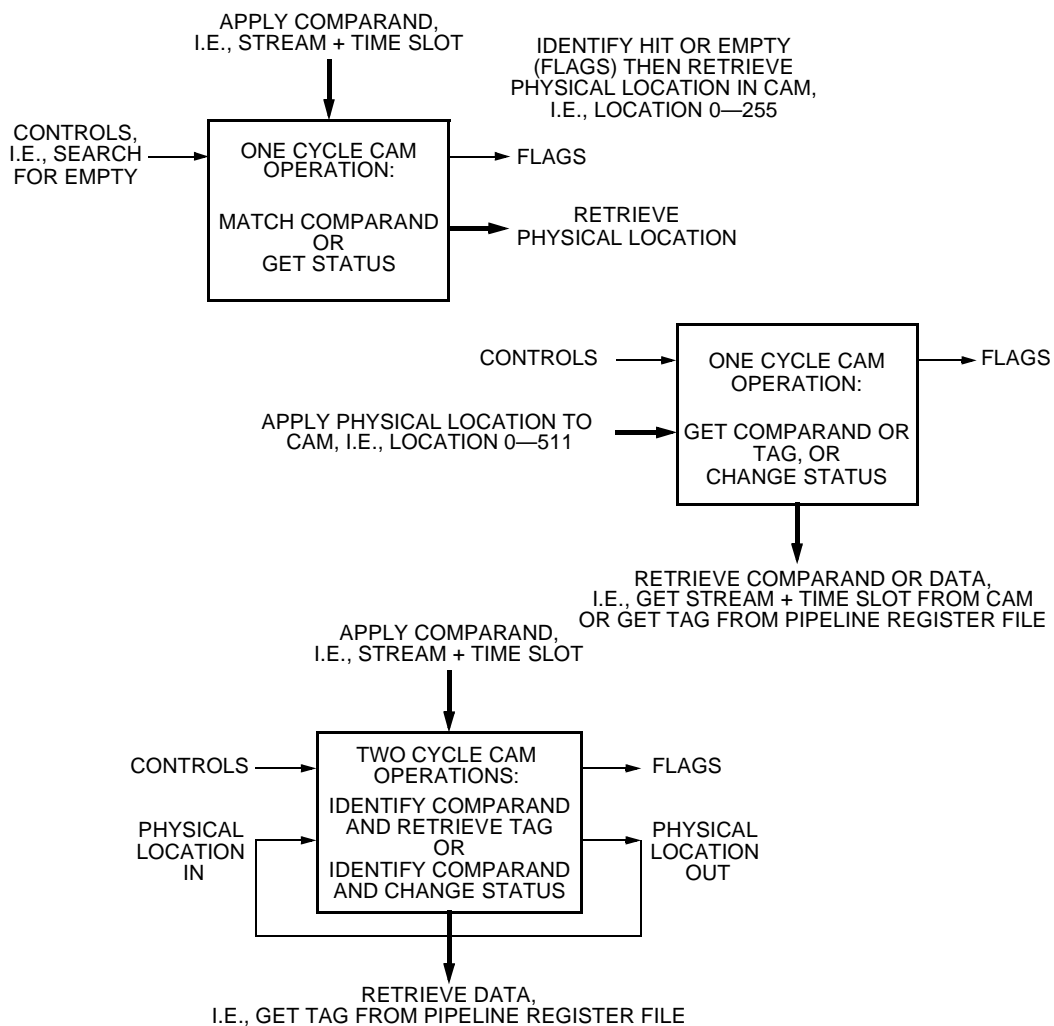 APPLY COMPARAND,
I.E., STREAM + TIME SLOT
IDENTIFY HIT OR EMPTY
(FLAGS) THEN RETRIEVE
PHYSICAL LOCATION IN CAM,
I.E., LOCATION 0—255
CONTROLS,
I.E., SEARCH
FOR EMPTY
ONE CYCLE CAM
OPERATION:
MATCH COMPARAND
OR
GET STATUS
FLAGS
RETRIEVE
PHYSICAL LOCATION
CONTROLS
APPLY PHYSICAL LOCATION TO
CAM, I.E., LOCATION 0—511
ONE CYCLE CAM
OPERATION:
GET COMPARAND OR
TAG, OR
CHANGE STATUS
FLAGS
RETRIEVE COMPARAND OR DATA,
I.E., GET STREAM + TIME SLOT FROM CAM
OR GET TAG FROM PIPELINE REGISTER FILE
APPLY COMPARAND,
I.E., STREAM + TIME SLOT
CONTROLS
PHYSICAL
LOCATION
IN
TWO CYCLE CAM
OPERATIONS:
IDENTIFY COMPARAND
AND RETRIEVE TAG
OR
IDENTIFY COMPARAND
AND CHANGE STATUS
FLAGS
PHYSICAL
LOCATION
OUT
RETRIEVE DATA,
I.E., GET TAG FROM PIPELINE REGISTER FILE